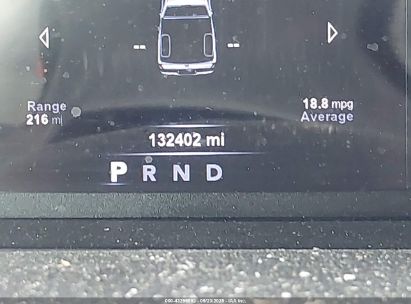 -- --
Range 18.8 mpg
216 mi Average
132402 mi
P R N D